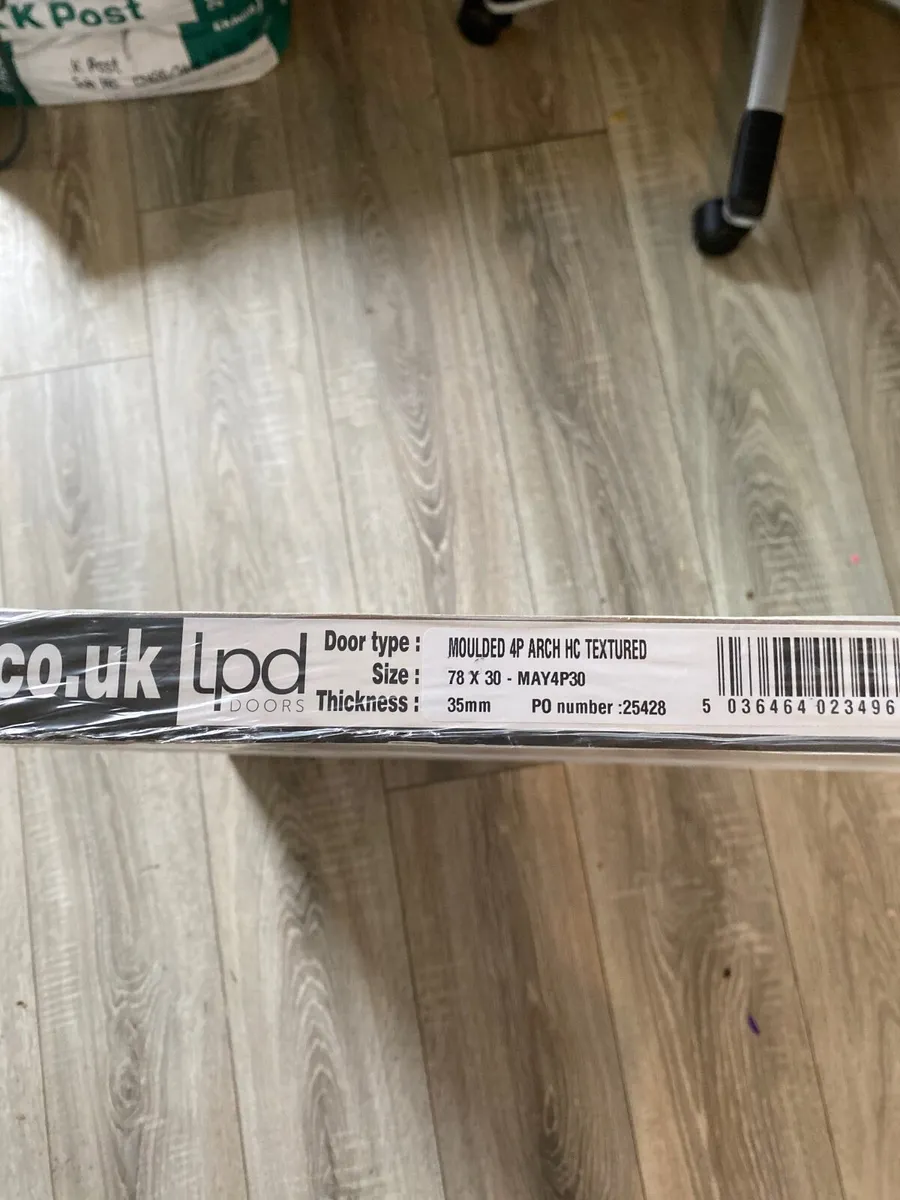 K Post
K Post
co.uk
lpd
DOORS
Door type : MOULDED 4P ARCH HC TEXTURED
Size : 78 X 30 - MAY4P30
Thickness : 35mm PO number :25428
5 036464 023496